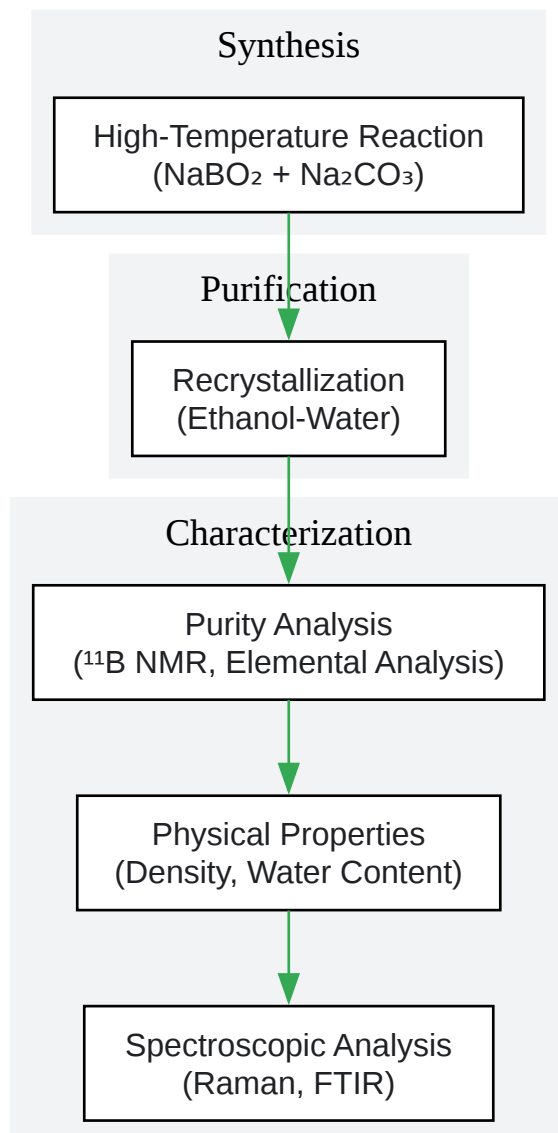 Synthesis
High-Temperature Reaction
(NaBO₂ + Na₂CO₃)
Purification
Recrystallization
(Ethanol-Water)
Characterization
Purity Analysis
(¹¹B NMR, Elemental Analysis)
Physical Properties
(Density, Water Content)
Spectroscopic Analysis
(Raman, FTIR)